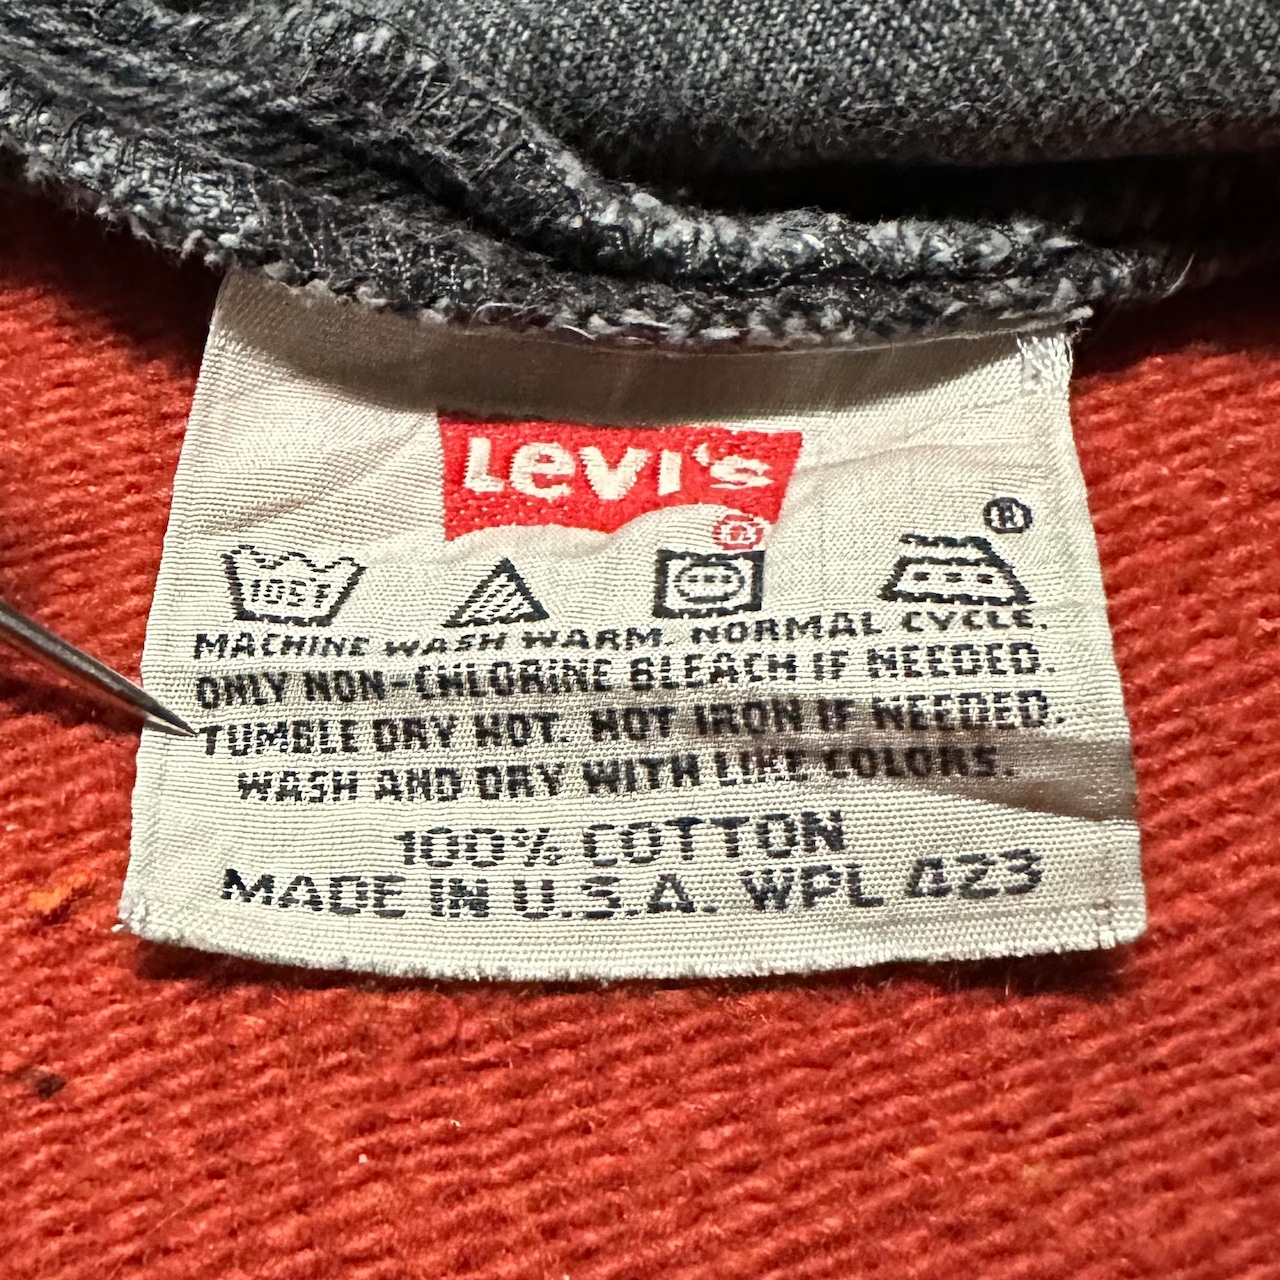 Levi's
®
®
105F
MACHINE WASH WARM. NORMAL CYCLE.
ONLY NON-CHLORINE BLEACH IF NEEDED.
TUMBLE DRY HOT. HOT IRON IF NEEDED.
WASH AND DRY WITH LIKE COLORS.
100% COTTON
MADE IN U.S.A. WPL 423